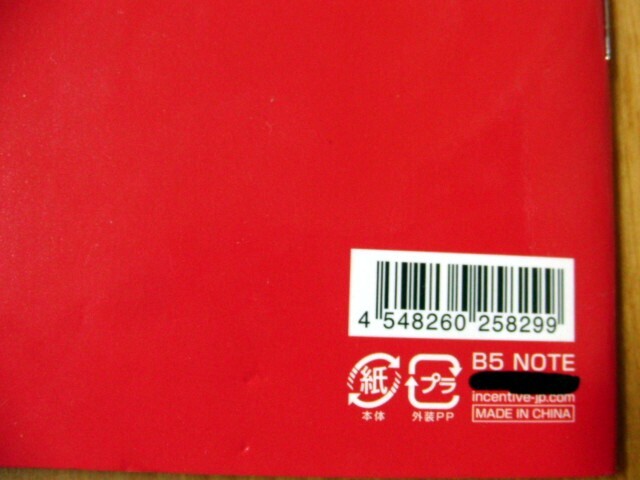 4 548260 258299
紙 プラ B5 NOTE
本体 外装PP incentive-jp.com
MADE IN CHINA